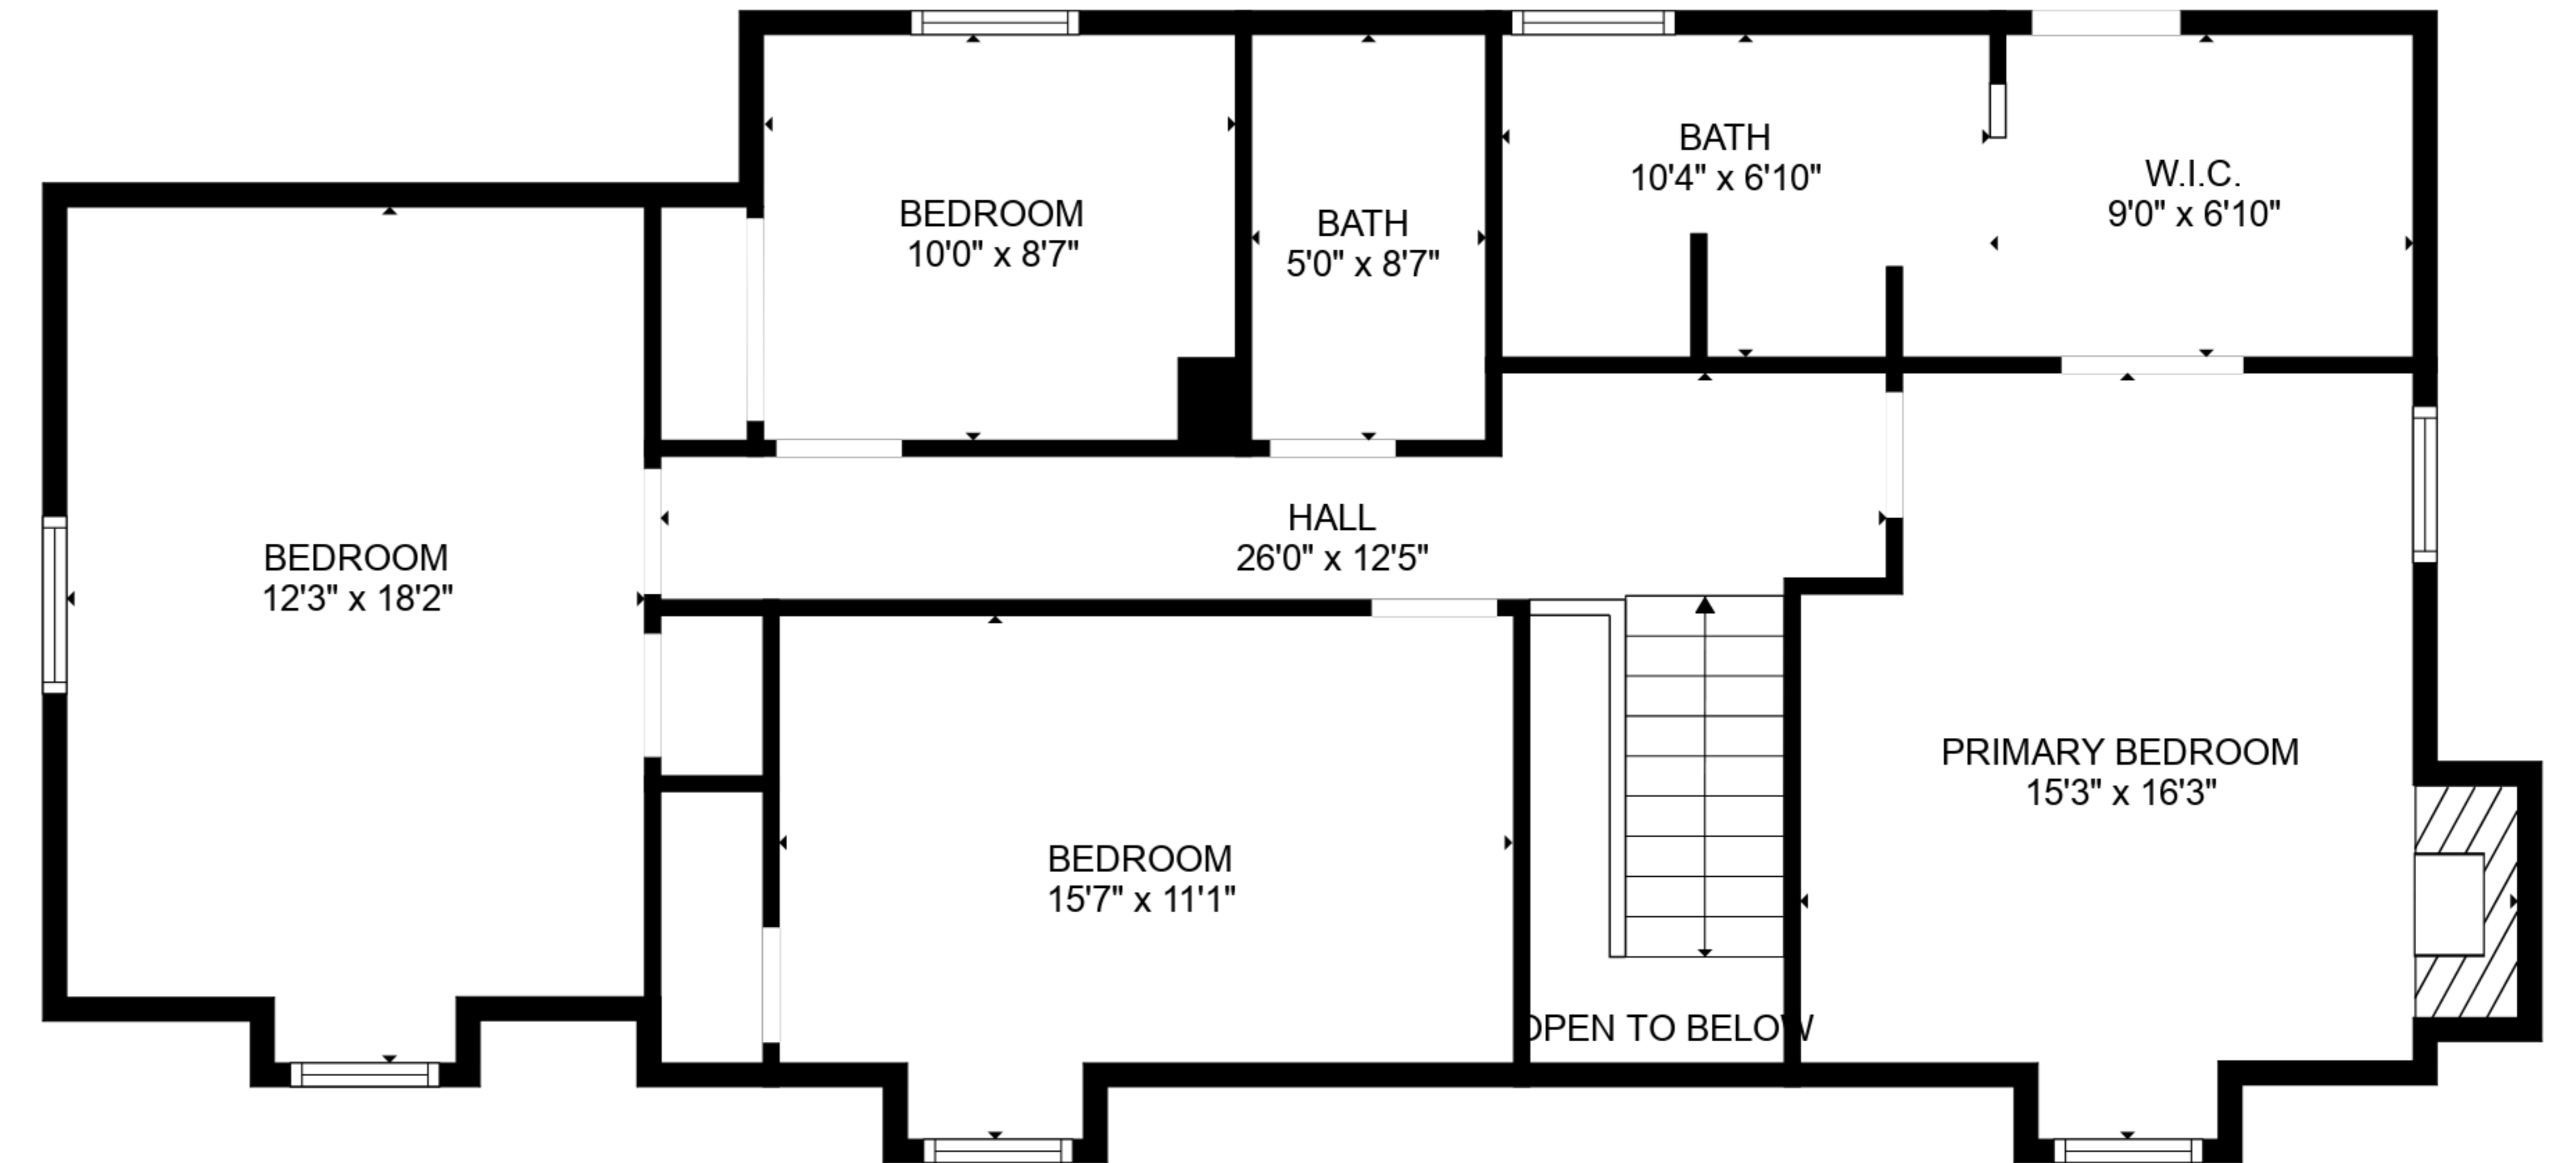 BATH
10'4" x 6'10"
W.I.C.
9'0" x 6'10"
BEDROOM
10'0" x 8'7"
BATH
5'0" x 8'7"
HALL
26'0" x 12'5"
BEDROOM
12'3" x 18'2"
PRIMARY BEDROOM
15'3" x 16'3"
BEDROOM
15'7" x 11'1"
OPEN TO BELOW